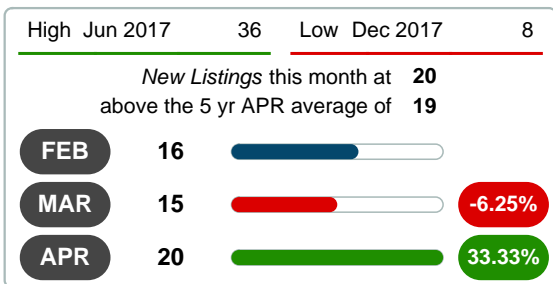 High Jun 2017 36 Low Dec 2017 8
New Listings this month at 20
above the 5 yr APR average of 19
FEB 16
MAR 15 -6.25%
APR 20 33.33%